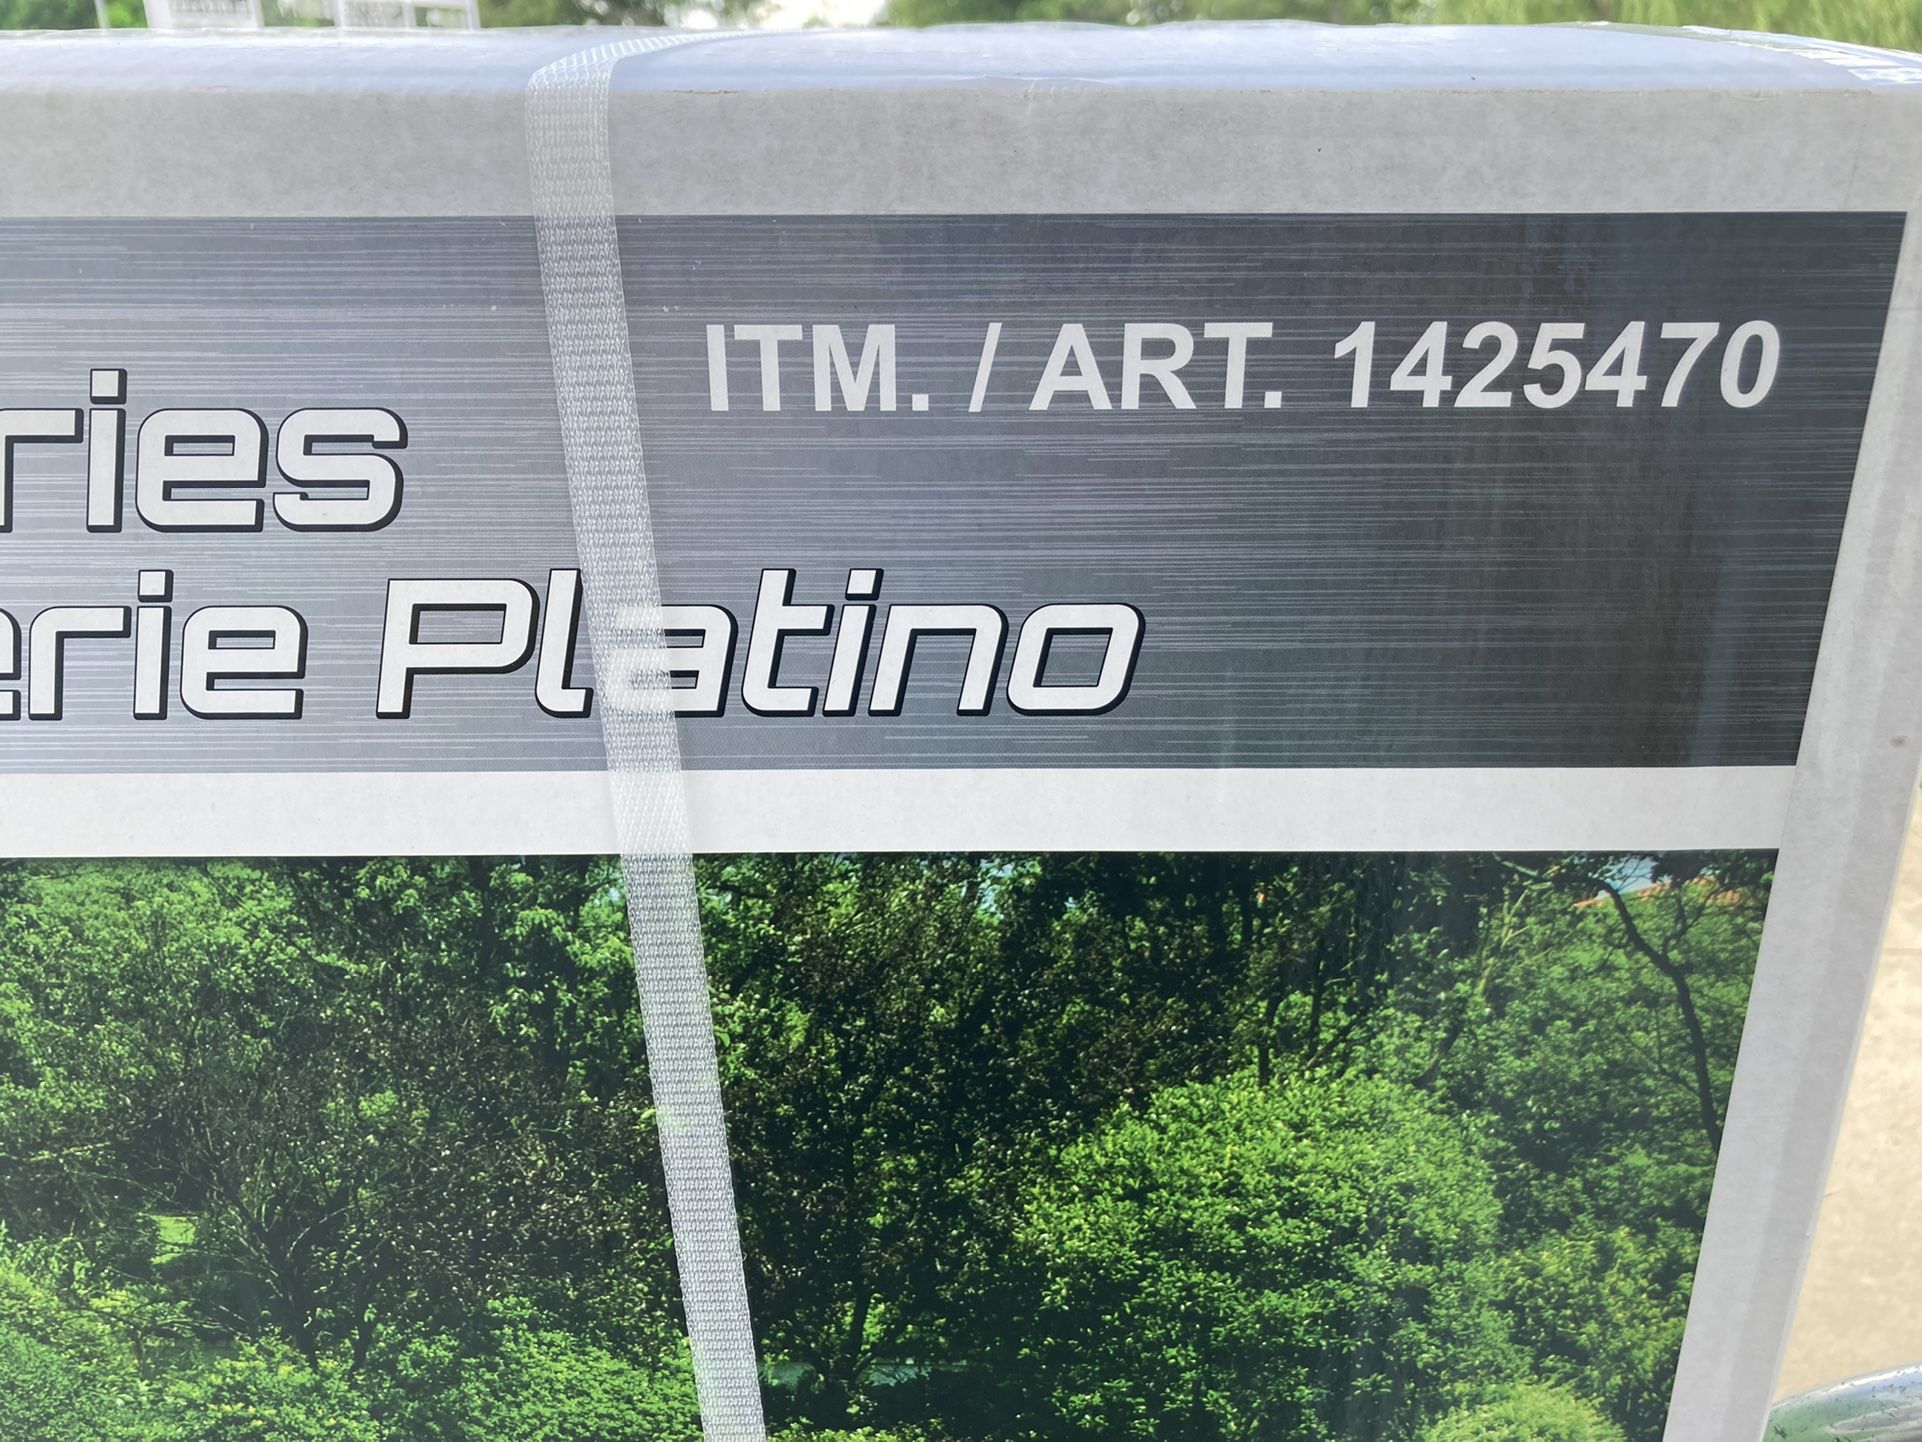 ITM. / ART. 1425470
ries
erie Platino